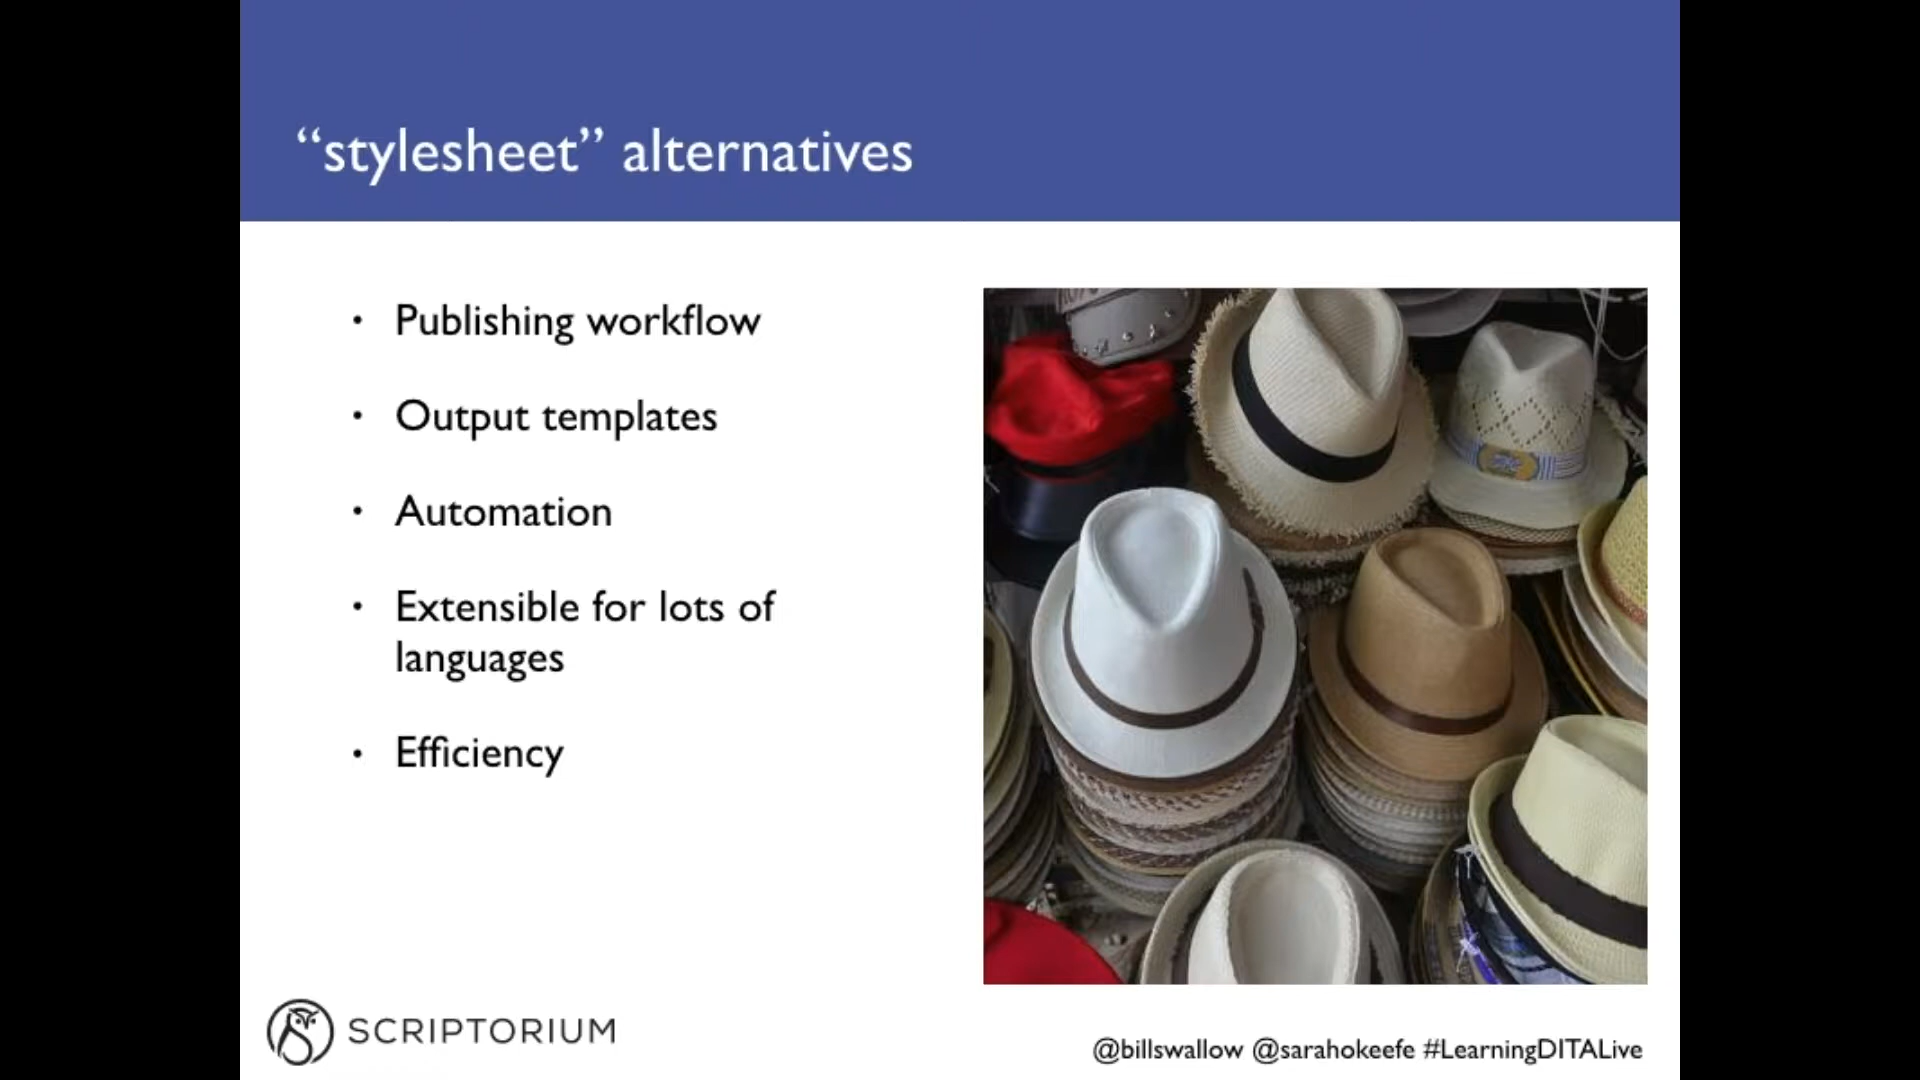 “stylesheet” alternatives
• Publishing workflow
• Output templates
• Automation
• Extensible for lots of
languages
• Efficiency
SCRIPTORIUM
@billswallow @sarahokeefe #LearningDITALive